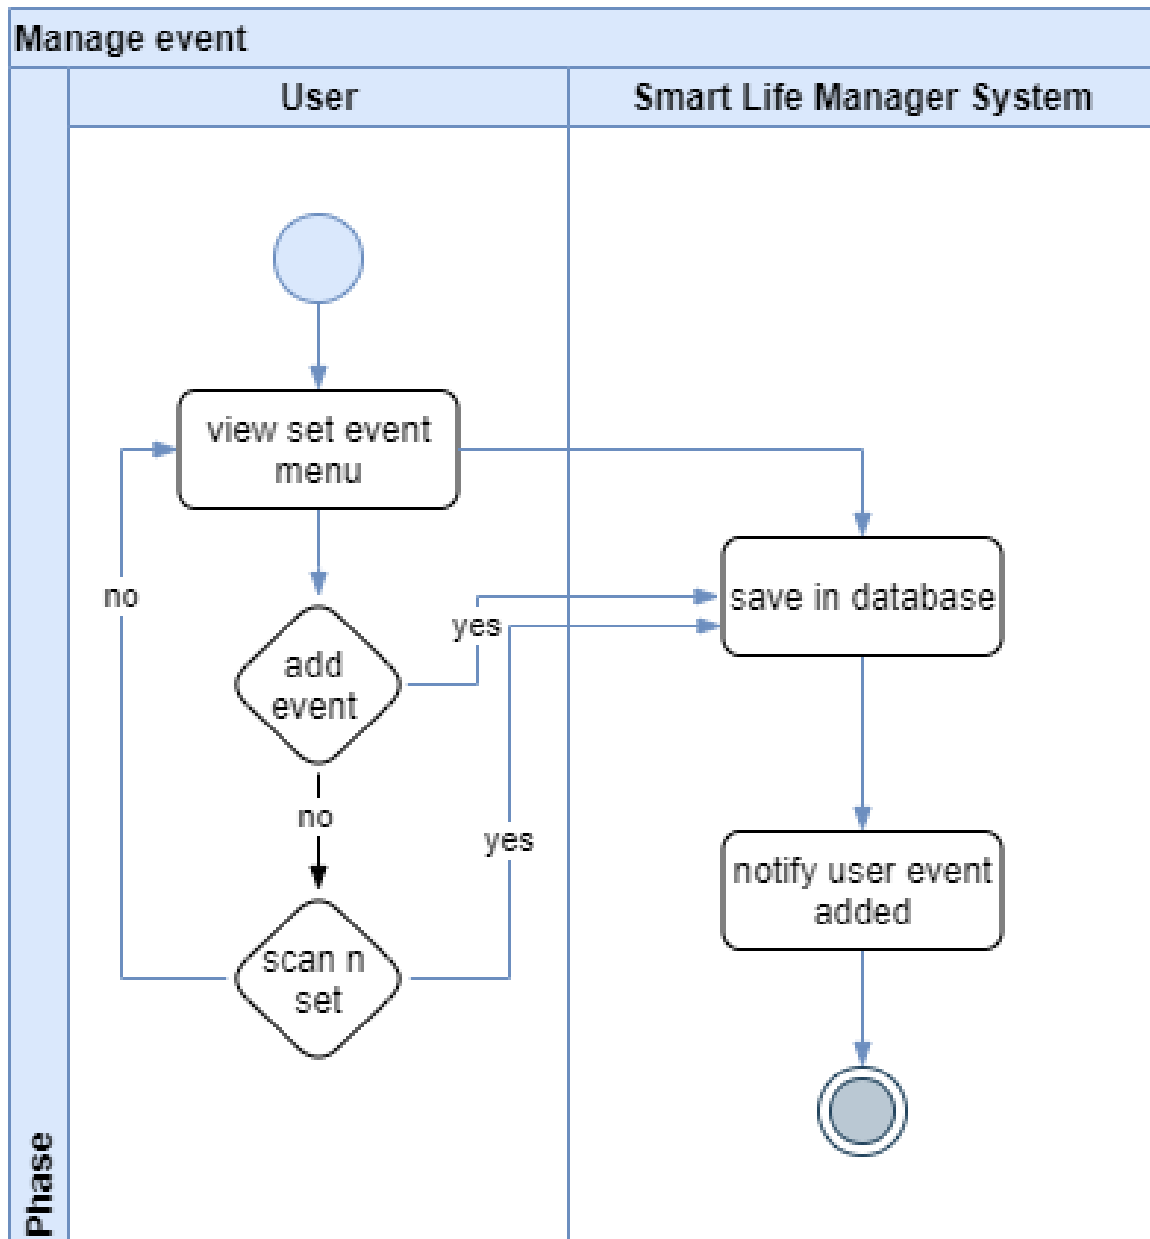 Manage event
User
Smart Life Manager System
view set event
menu
no
yes
save in database
add
event
no
yes
notify user event
added
scan n
set
Phase